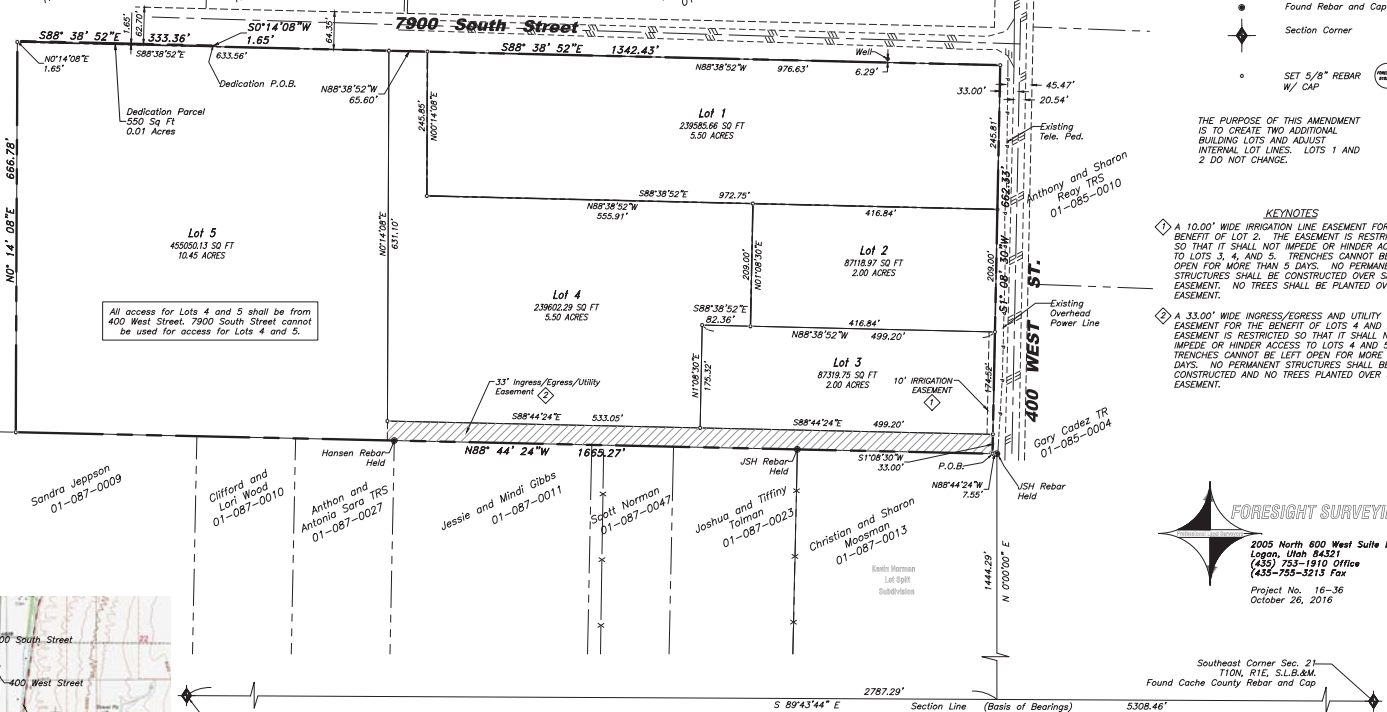 7900 South Street
S88° 38' 52"E 333.36'
S88°38'52"E 633.56'
S0°14'08"W
1.65'
1.65'
62.70'
64.35'
S88° 38' 52"E 1342.43'
N88°38'52"W 976.63'
Well
6.29'
33.00'
45.47'
20.54'
N0°14'08"E
1.65'
Dedication P.O.B.
N88°38'52"W
65.60'
Dedication Parcel
550 Sq Ft
0.01 Acres
245.85'
N00°14'08"E
Lot 1
239585.66 SQ FT
5.50 ACRES
245.81'
Existing
Tele. Ped.
N0° 14' 08"E 666.78'
662.33'
S1° 08' 30"W
Anthony and Sharon
Reay TRS
01-085-0010
S88°38'52"E 972.75'
N88°38'52"W
555.91'
416.84'
Lot 5
455050.13 SQ FT
10.45 ACRES
N0°14'08"E
631.10'
Lot 2
87118.97 SQ FT
2.00 ACRES
209.00'
N01°08'30"E
209.00'
400 WEST ST.
Lot 4
239602.29 SQ FT
5.50 ACRES
All access for Lots 4 and 5 shall be from
400 West Street. 7900 South Street cannot
be used for access for Lots 4 and 5.
S88°38'52"E
82.36'
416.84'
N88°38'52"W 499.20'
Existing
Overhead
Power Line
N1°08'30"E
175.32'
Lot 3
87319.75 SQ FT
2.00 ACRES
174.52'
10' IRRIGATION
EASEMENT
1
33' Ingress/Egress/Utility
Easement 2
S88°44'24"E 533.05'
S88°44'24"E 499.20'
Hansen Rebar
Held
N88° 44' 24"W 1665.27'
JSH Rebar
Held
S1°08'30"W
33.00'
P.O.B.
N88°44'24"W
7.55'
JSH Rebar
Held
Gary Cadez TR
01-085-0004
Sandra Jeppson
01-087-0009
Clifford and
Lori Wood
01-087-0010
Anthon and
Antonia Sara TRS
01-087-0027
Jessie and Mindi Gibbs
01-087-0011
Scott Norman
01-087-0047
Joshua and Tiffiny
Tolman
01-087-0023
Christian and Sharon
Moosman
01-087-0013
Kevin Norman
Lot Split
Subdivision
1444.29'
N 0°00'00" E
Found Rebar and Cap
Section Corner
SET 5/8" REBAR
W/ CAP
THE PURPOSE OF THIS AMENDMENT
IS TO CREATE TWO ADDITIONAL
BUILDING LOTS AND ADJUST
INTERNAL LOT LINES. LOTS 1 AND
2 DO NOT CHANGE.
KEYNOTES
1 A 10.00' WIDE IRRIGATION LINE EASEMENT FOR
BENEFIT OF LOT 2. THE EASEMENT IS RESTRI
SO THAT IT SHALL NOT IMPEDE OR HINDER AC
TO LOTS 3, 4, AND 5. TRENCHES CANNOT BE
OPEN FOR MORE THAN 5 DAYS. NO PERMANE
STRUCTURES SHALL BE CONSTRUCTED OVER S
EASEMENT. NO TREES SHALL BE PLANTED OV
EASEMENT.
2 A 33.00' WIDE INGRESS/EGRESS AND UTILITY
EASEMENT FOR THE BENEFIT OF LOTS 4 AND
EASEMENT IS RESTRICTED SO THAT IT SHALL N
IMPEDE OR HINDER ACCESS TO LOTS 4 AND 5
TRENCHES CANNOT BE LEFT OPEN FOR MORE
DAYS. NO PERMANENT STRUCTURES SHALL BE
CONSTRUCTED AND NO TREES PLANTED OVER
EASEMENT.
FORESIGHT SURVEYIN
Professional Land Surveyors
2005 North 600 West Suite
Logan, Utah 84321
(435) 753-1910 Office
(435-755-3213 Fax
Project No. 16-36
October 26, 2016
00 South Street
22
400 West Street
Southeast Corner Sec. 21
T10N, R1E, S.L.B.&M.
Found Cache County Rebar and Cap
2787.29'
S 89°43'44" E Section Line (Basis of Bearings) 5308.46'